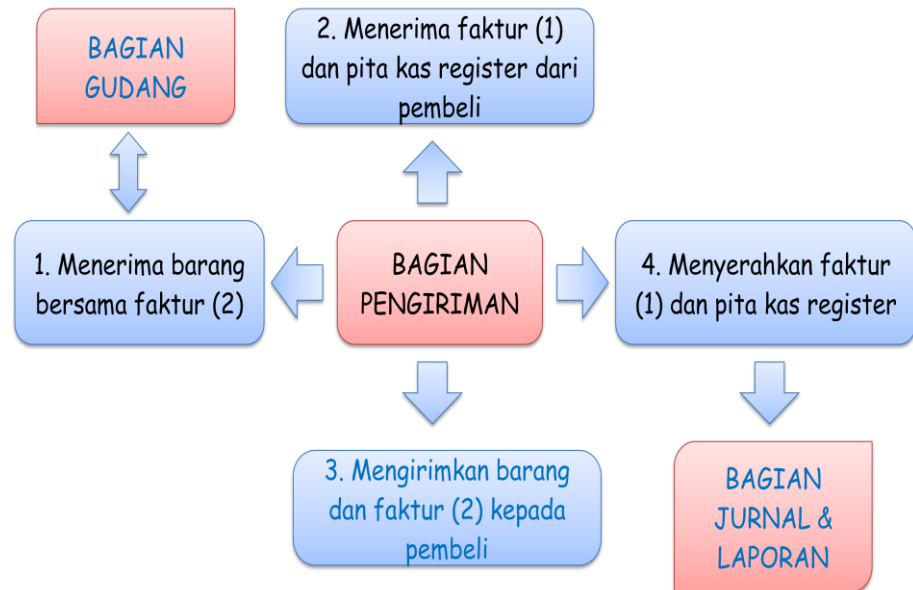 BAGIAN
GUDANG
2. Menerima faktur (1)
dan pita kas register dari
pembeli
1. Menerima barang
bersama faktur (2)
BAGIAN
PENGIRIMAN
4. Menyerahkan faktur
(1) dan pita kas register
3. Mengirimkan barang
dan faktur (2) kepada
pembeli
BAGIAN
JURNAL &
LAPORAN